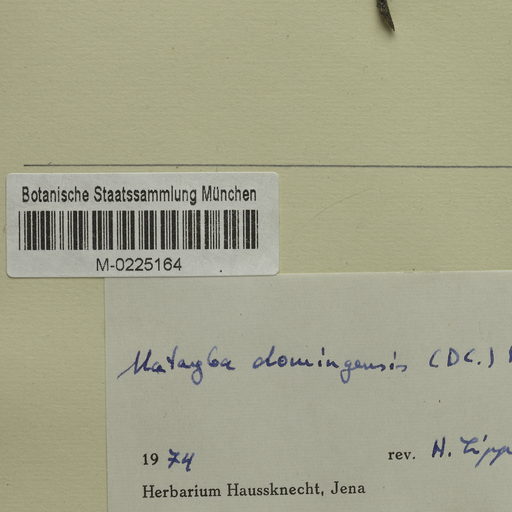 Botanische Staatssammlung München
M-0225164
Matayba domingensis (DC.)
1974 rev. H.
Herbarium Haussknecht, Jena